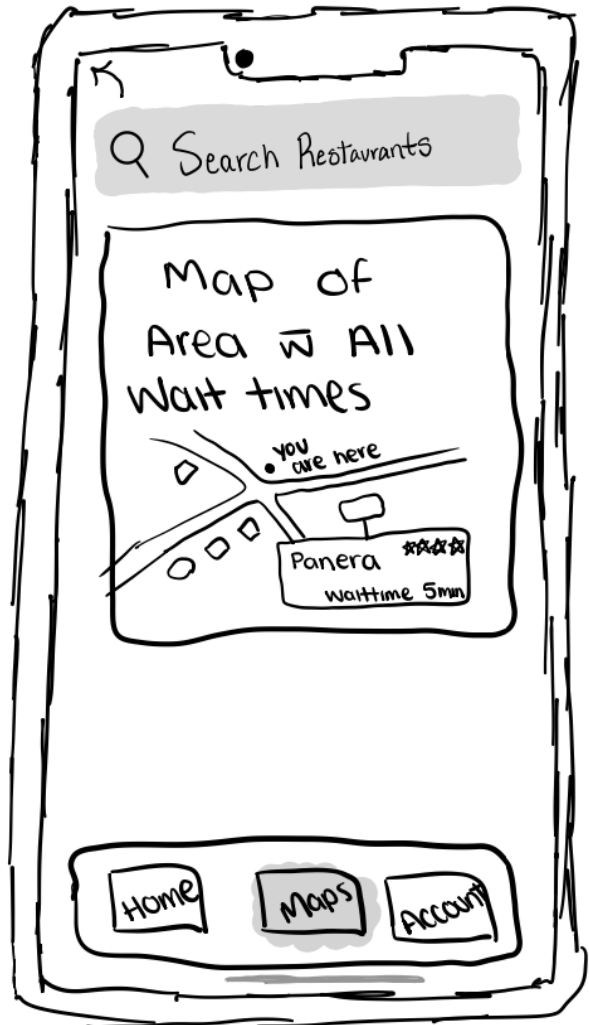 Search Restaurants
Map of
Area w̅ All
Wait times
you
are here
Panera
Waittime 5min
Home
Maps
Account